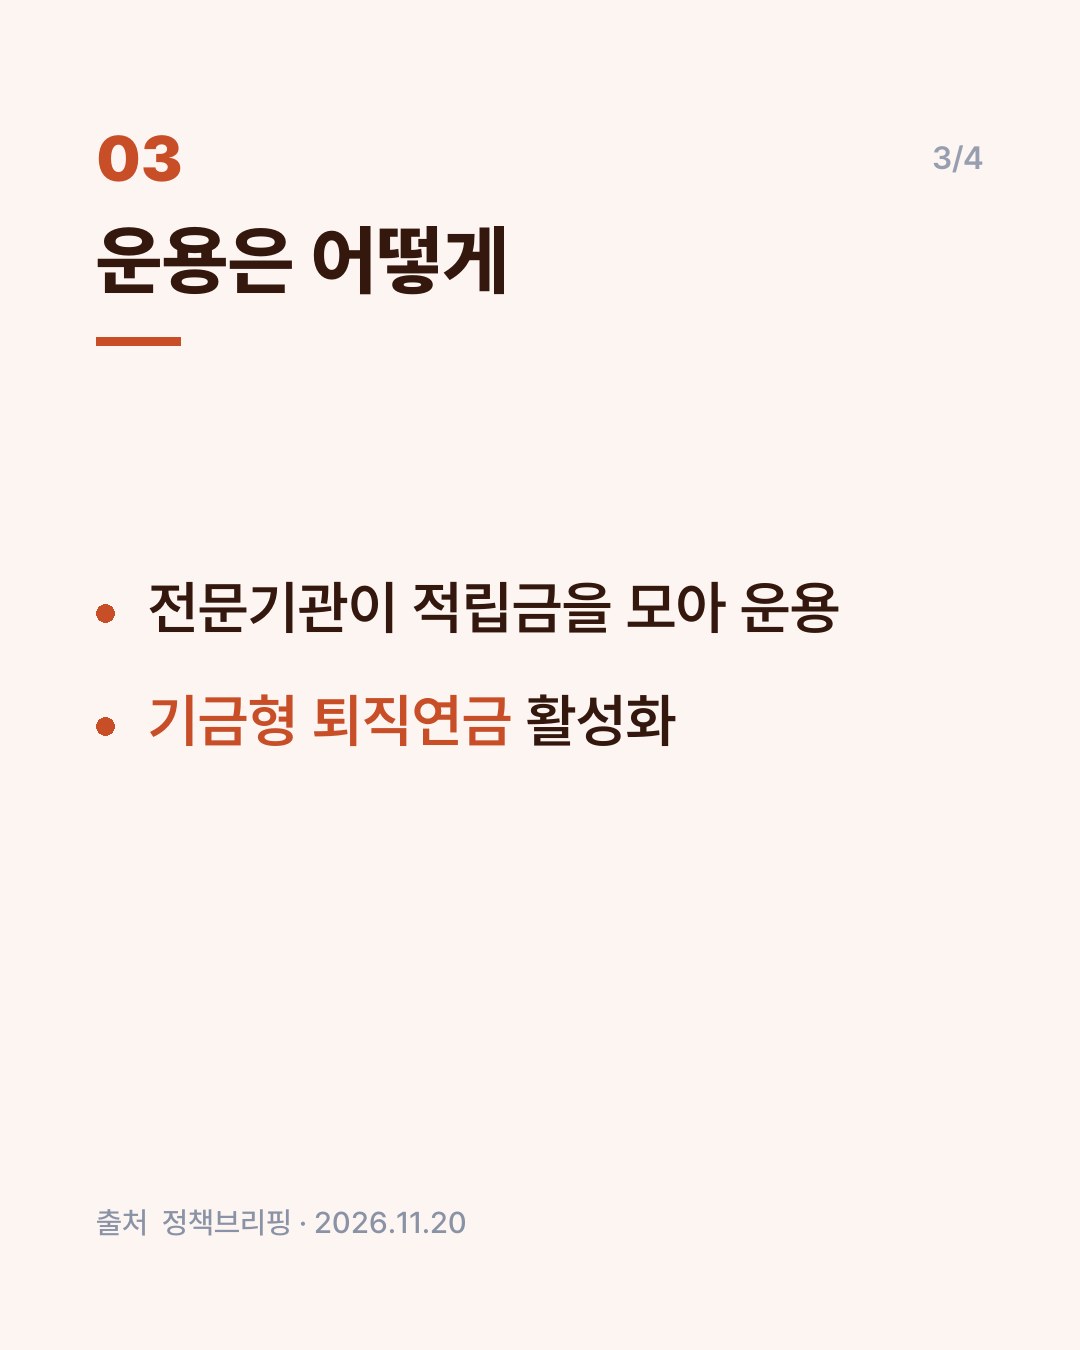 03
3/4
운용은 어떻게
• 전문기관이 적립금을 모아 운용
• 기금형 퇴직연금 활성화
출처 정책브리핑 · 2026.11.20